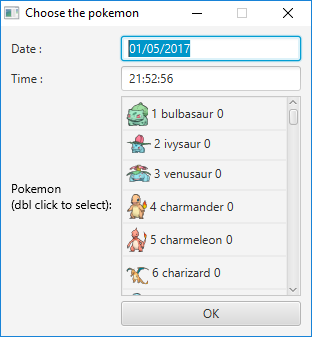 Choose the pokemon
Date :
01/05/2017
Time :
21:52:56
Pokemon
(dbl click to select):
1 bulbasaur 0
2 ivysaur 0
3 venusaur 0
4 charmander 0
5 charmeleon 0
6 charizard 0
OK